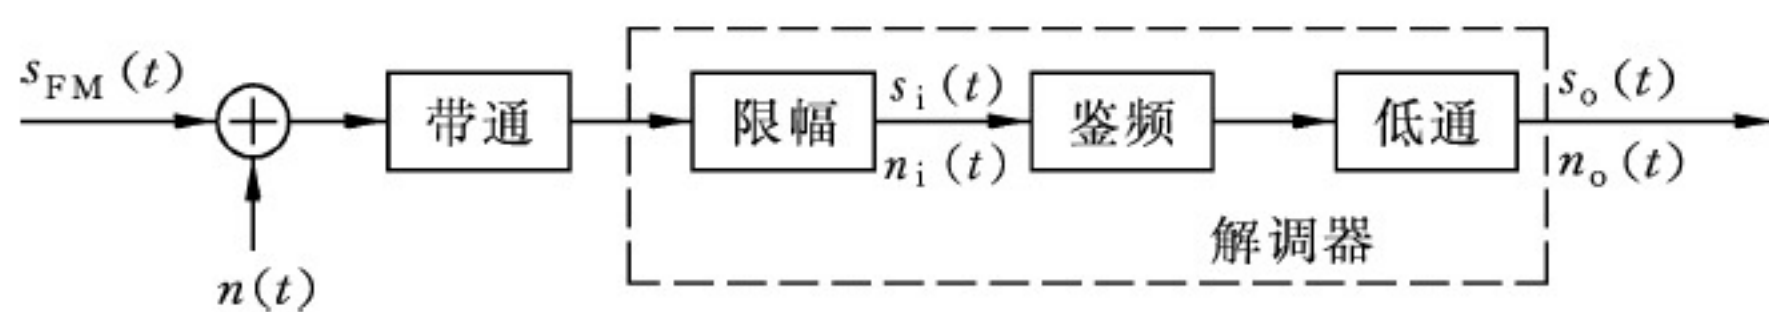 s_FM(t)
带通
限幅
s_i(t)
n_i(t)
鉴频
低通
s_o(t)
n_o(t)
解调器
n(t)